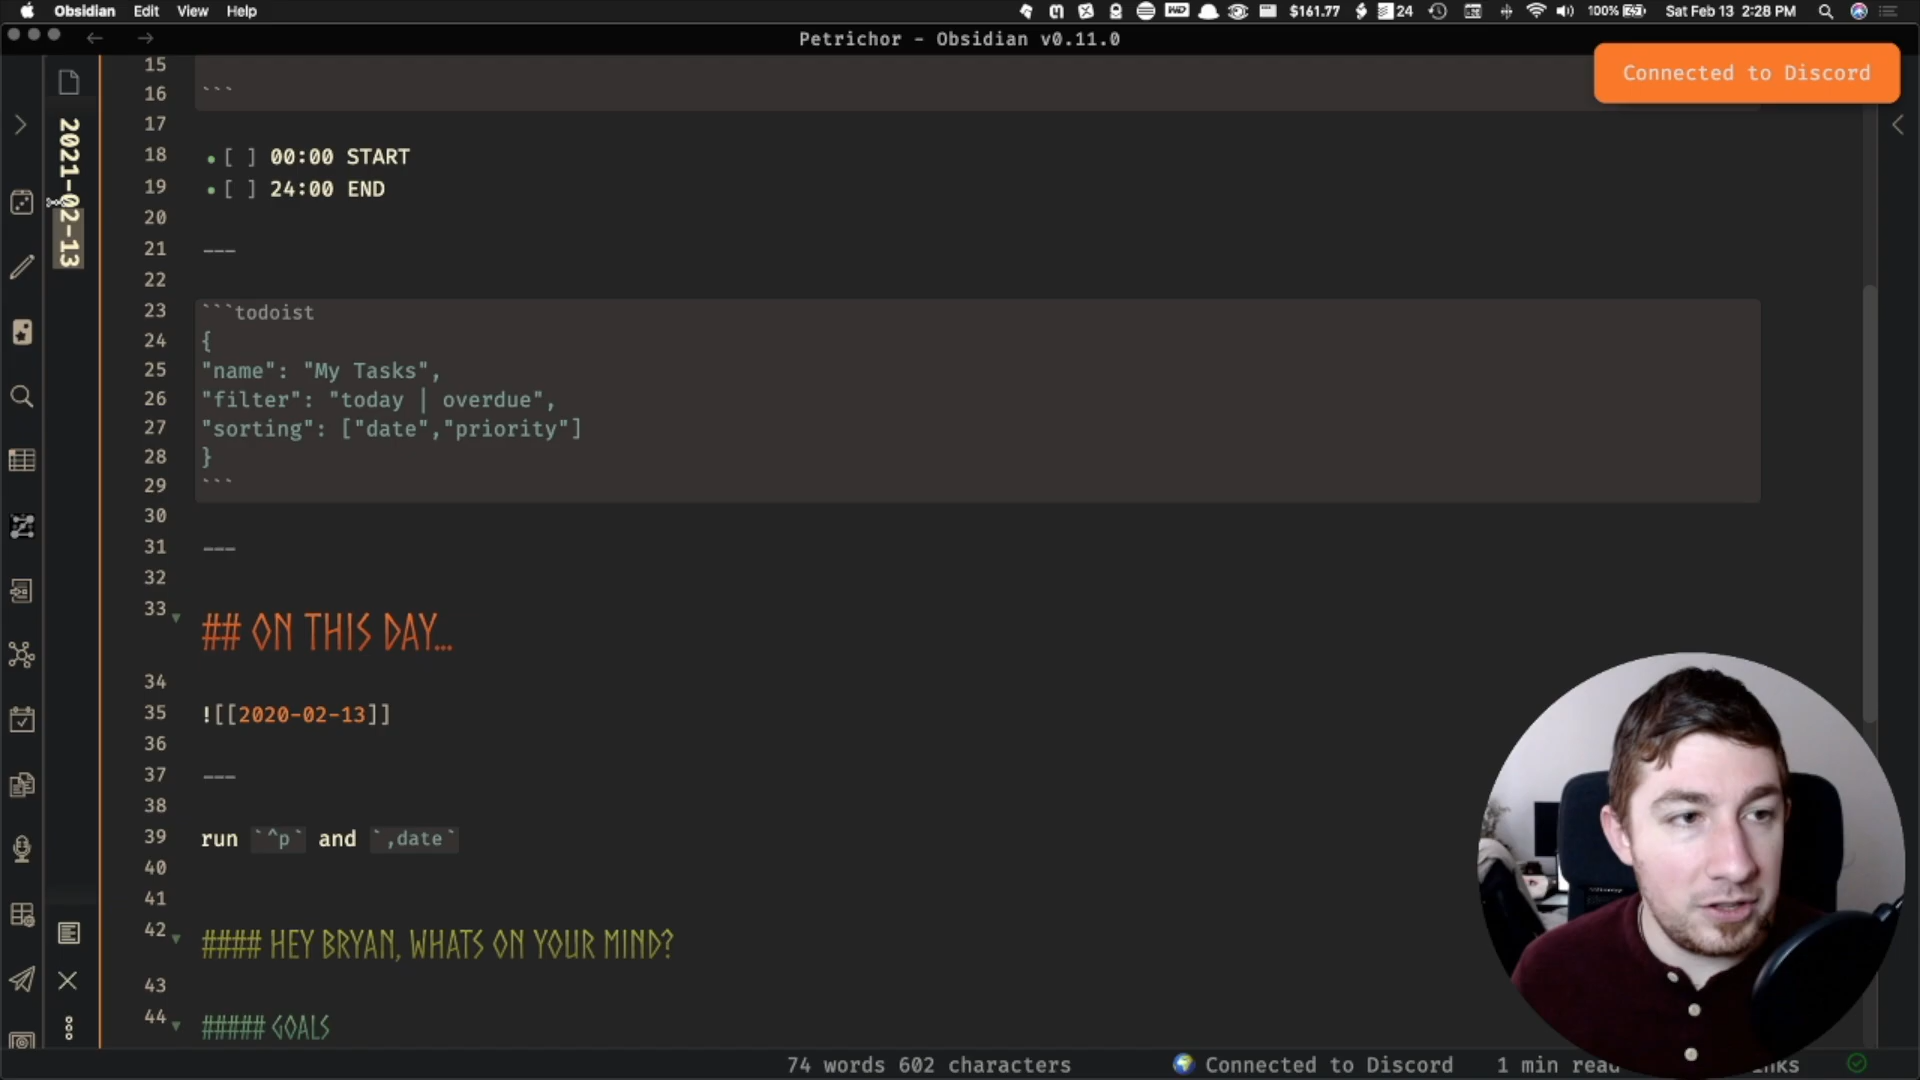 Obsidian Edit View Help
$161.77 24 100% Sat Feb 13 2:28 PM
Petrichor - Obsidian v0.11.0
Connected to Discord
2021-02-13
15
16 ```
17
18 [ ] 00:00 START
19 [ ] 24:00 END
20
21 ---
22
23 ```todoist
24 {
25 "name": "My Tasks",
26 "filter": "today | overdue",
27 "sorting": ["date","priority"]
28 }
29 ```
30
31 ---
32
33 ## ON THIS DAY...
34
35 ![[2020-02-13]]
36
37 ---
38
39 run `^p` and `,date`
40
41
42 #### HEY BRYAN, WHATS ON YOUR MIND?
43
44 ##### GOALS
74 words 602 characters Connected to Discord 1 min read